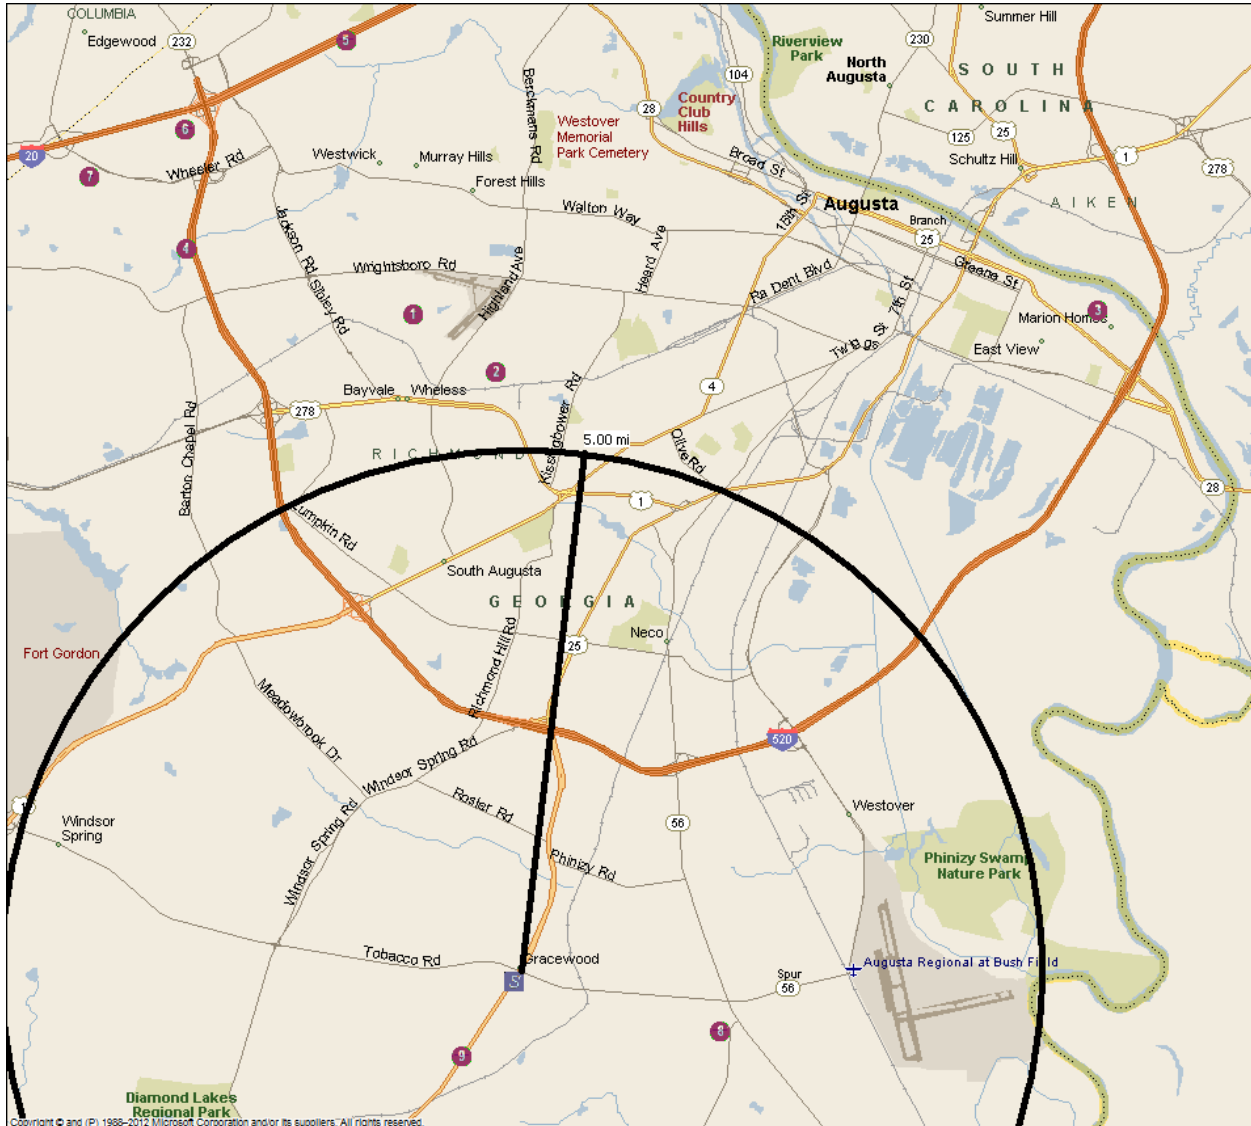 COLUMBIA
Edgewood
232
5
Summer Hill
Riverview
Park
230
North
Augusta
SOUTH
CAROLINA
104
Berckmans Rd
28
Country
Club
Hills
Westover
Memorial
Park Cemetery
125
25
1
278
Schultz Hill
6
20
7
Wheeler Rd
Westwick
Murray Hills
Forest Hills
Broad St
Walton Way
15th St
Augusta
AIKEN
Branch
25
Jackson Rd
4
Heard Ave
Wrightsboro Rd
Highland Ave
Ra Dent Blvd
Greene St
7th St
Sibley Rd
1
3
Marion Homes
Twiggs St
East View
2
4
Bayvale
Wheless
278
Kissingbower Rd
Barton Chapel Rd
5.00 mi
Olive Rd
RICHMOND
28
1
Lumpkin Rd
South Augusta
GEORGIA
Neco
25
Fort Gordon
Richmond Hill Rd
Meadowbrook Dr
520
Windsor Spring Rd
Rosier Rd
1
Windsor
Spring
Westover
56
Windsor Spring Rd
Phinizy Rd
Phinizy Swamp
Nature Park
Tobacco Rd
Gracewood
S
Spur
56
Augusta Regional at Bush Field
8
9
Diamond Lakes
Regional Park
Copyright © and (P) 1988–2012 Microsoft Corporation and/or its suppliers. All rights reserved.